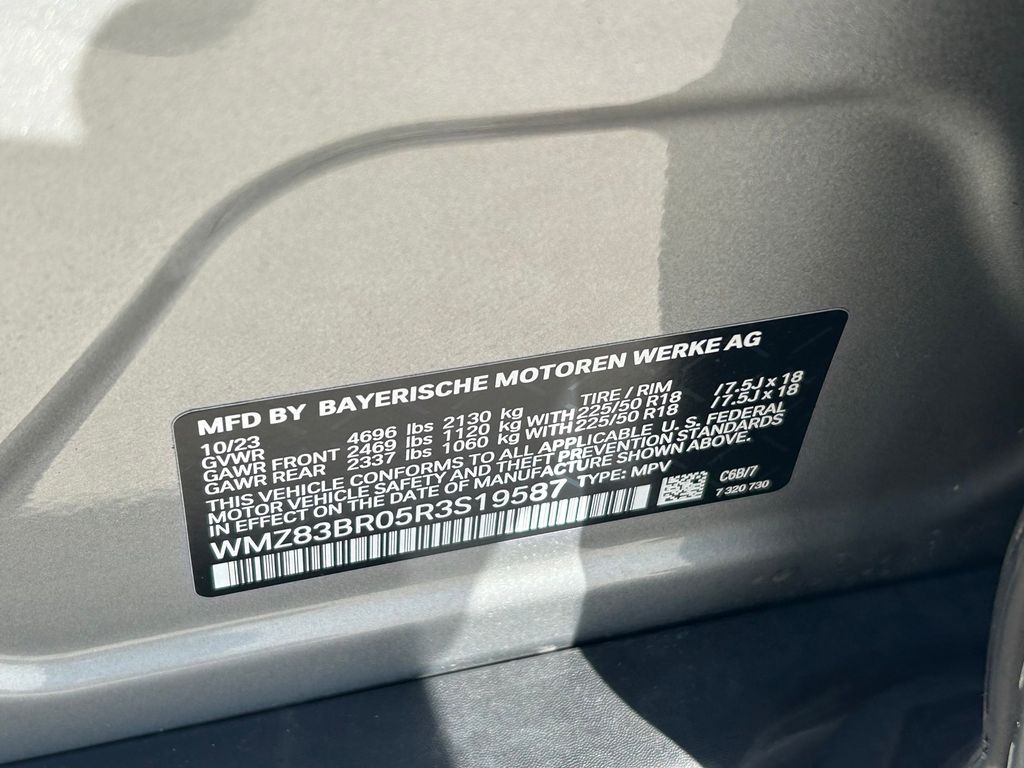 MFD BY BAYERISCHE MOTOREN WERKE AG
10/23 TIRE / RIM
GVWR 4696 lbs 2130 kg
GAWR FRONT 2469 lbs 1120 kg WITH 225/50 R18 /7.5J x 18
GAWR REAR 2337 lbs 1060 kg WITH 225/50 R18 /7.5J x 18
THIS VEHICLE CONFORMS TO ALL APPLICABLE U. S. FEDERAL
MOTOR VEHICLE SAFETY AND THEFT PREVENTION STANDARDS
IN EFFECT ON THE DATE OF MANUFACTURE SHOWN ABOVE.
WMZ83BR05R3S19587 TYPE: MPV C6B/7
7 320 730